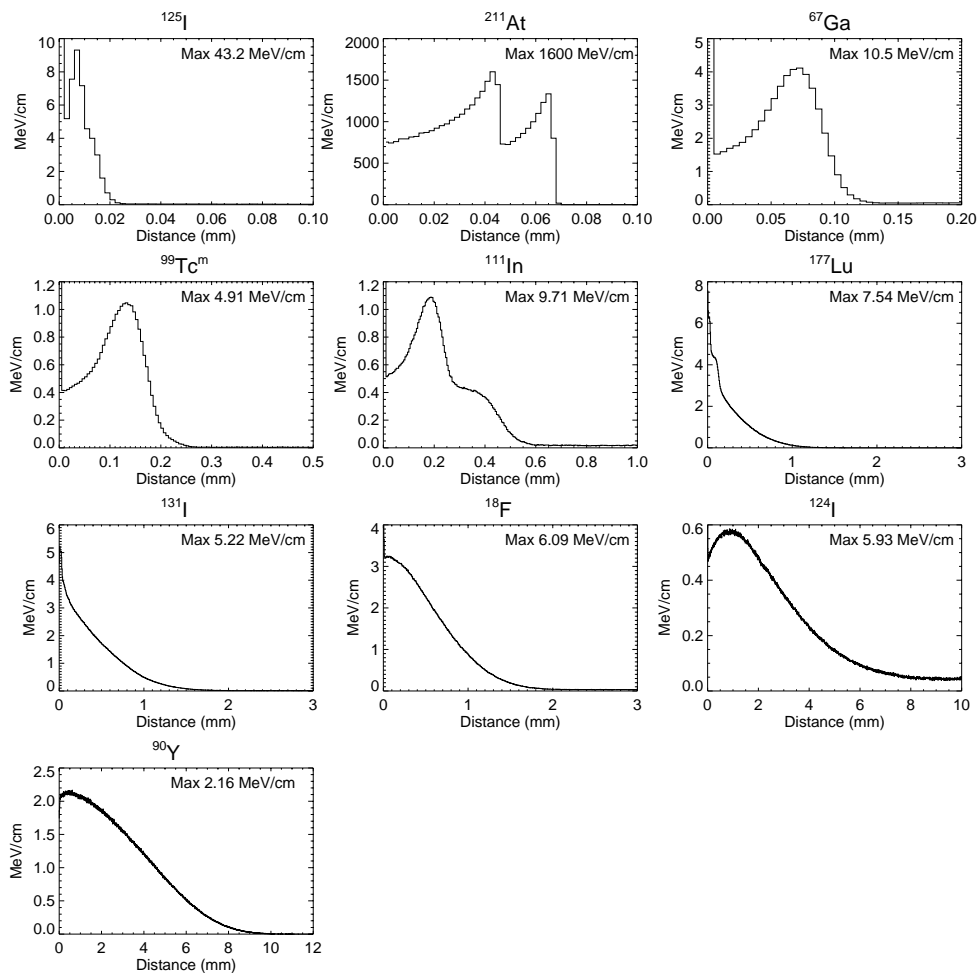 ¹²⁵I
Max 43.2 MeV/cm
MeV/cm
10
8
6
4
2
0
0.00 0.02 0.04 0.06 0.08 0.10
Distance (mm)
²¹¹At
Max 1600 MeV/cm
MeV/cm
2000
1500
1000
500
0
0.00 0.02 0.04 0.06 0.08 0.10
Distance (mm)
⁶⁷Ga
Max 10.5 MeV/cm
MeV/cm
5
4
3
2
1
0
0.00 0.05 0.10 0.15 0.20
Distance (mm)
⁹⁹Tcᵐ
Max 4.91 MeV/cm
MeV/cm
1.2
1.0
0.8
0.6
0.4
0.2
0.0
0.0 0.1 0.2 0.3 0.4 0.5
Distance (mm)
¹¹¹In
Max 9.71 MeV/cm
MeV/cm
1.2
1.0
0.8
0.6
0.4
0.2
0.0
0.0 0.2 0.4 0.6 0.8 1.0
Distance (mm)
¹⁷⁷Lu
Max 7.54 MeV/cm
MeV/cm
8
6
4
2
0
0 1 2 3
Distance (mm)
¹³¹I
Max 5.22 MeV/cm
MeV/cm
6
5
4
3
2
1
0
0 1 2 3
Distance (mm)
¹⁸F
Max 6.09 MeV/cm
MeV/cm
4
3
2
1
0
0 1 2 3
Distance (mm)
¹²⁴I
Max 5.93 MeV/cm
MeV/cm
0.6
0.4
0.2
0.0
0 2 4 6 8 10
Distance (mm)
⁹⁰Y
Max 2.16 MeV/cm
MeV/cm
2.5
2.0
1.5
1.0
0.5
0.0
0 2 4 6 8 10 12
Distance (mm)